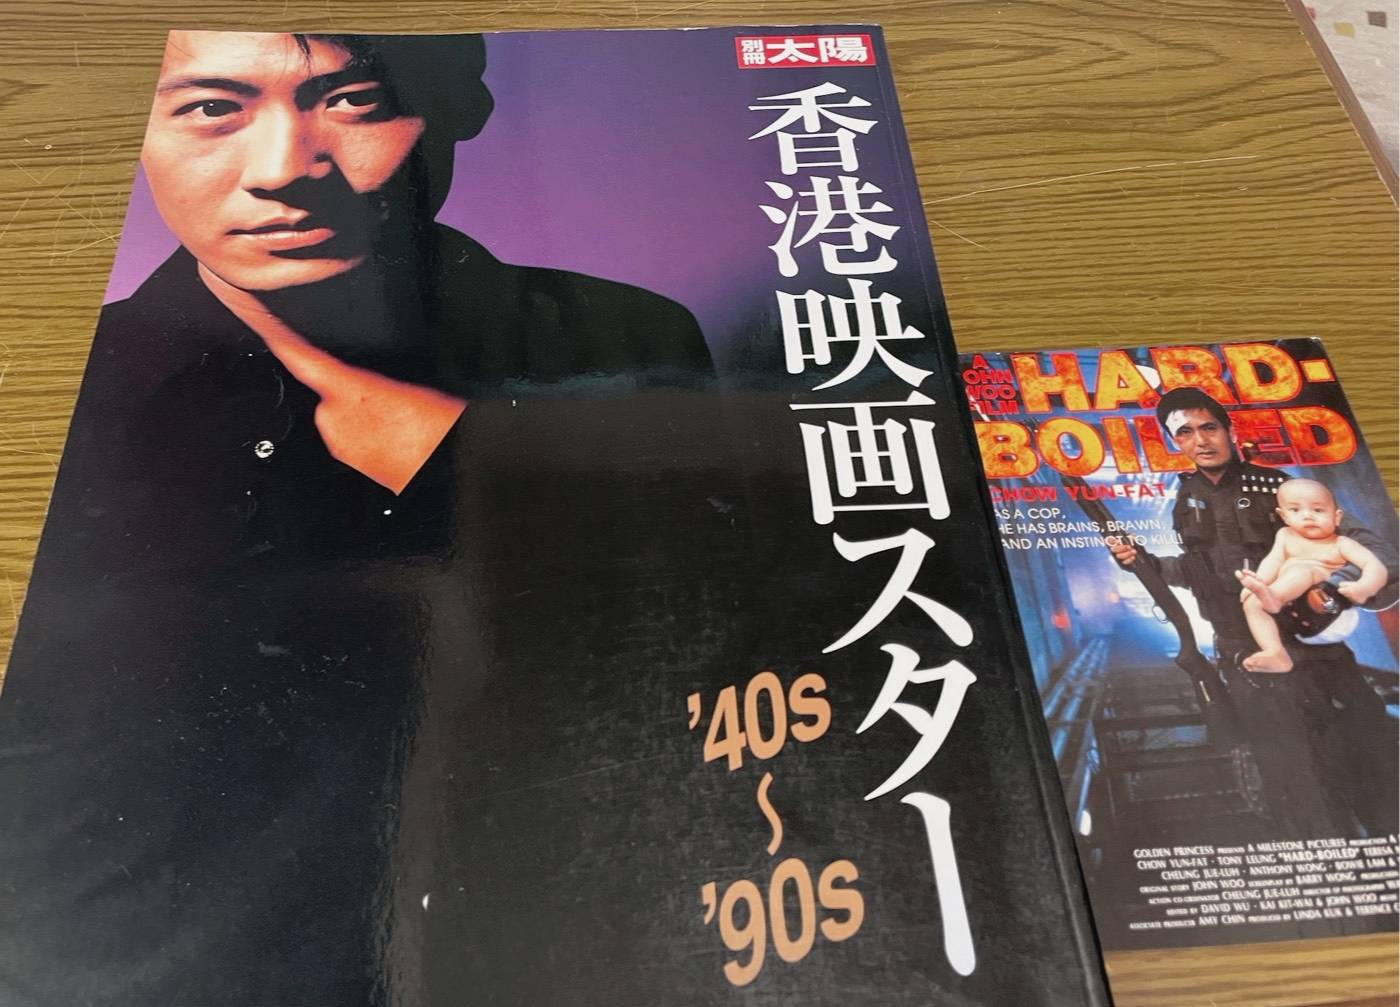 別冊太陽
香港映画スター
'40s
〜
'90s
A
JOHN
WOO
FILM
HARD-
BOILED
CHOW YUN-FAT
AS A COP,
HE HAS BRAINS, BRAWN,
AND AN INSTINCT TO KILL!
GOLDEN PRINCESS PRESENTS A MILESTONE PICTURES PRODUCTION A
CHOW YUN-FAT · TONY LEUNG "HARD-BOILED" TERESA
CHEUNG JUE-LUH · ANTHONY WONG · BOWIE LAM
ORIGINAL STORY JOHN WOO SCREENPLAY BY BARRY WONG
ACTION CO-ORDINATOR CHEUNG JUE-LUH DIRECTOR OF PHOTOGRAPHY
EDITED BY DAVID WU · KAI KIT-WAI & JOHN WOO
ASSOCIATE PRODUCER AMY CHIN PRODUCED BY LINDA KUK & TERENCE